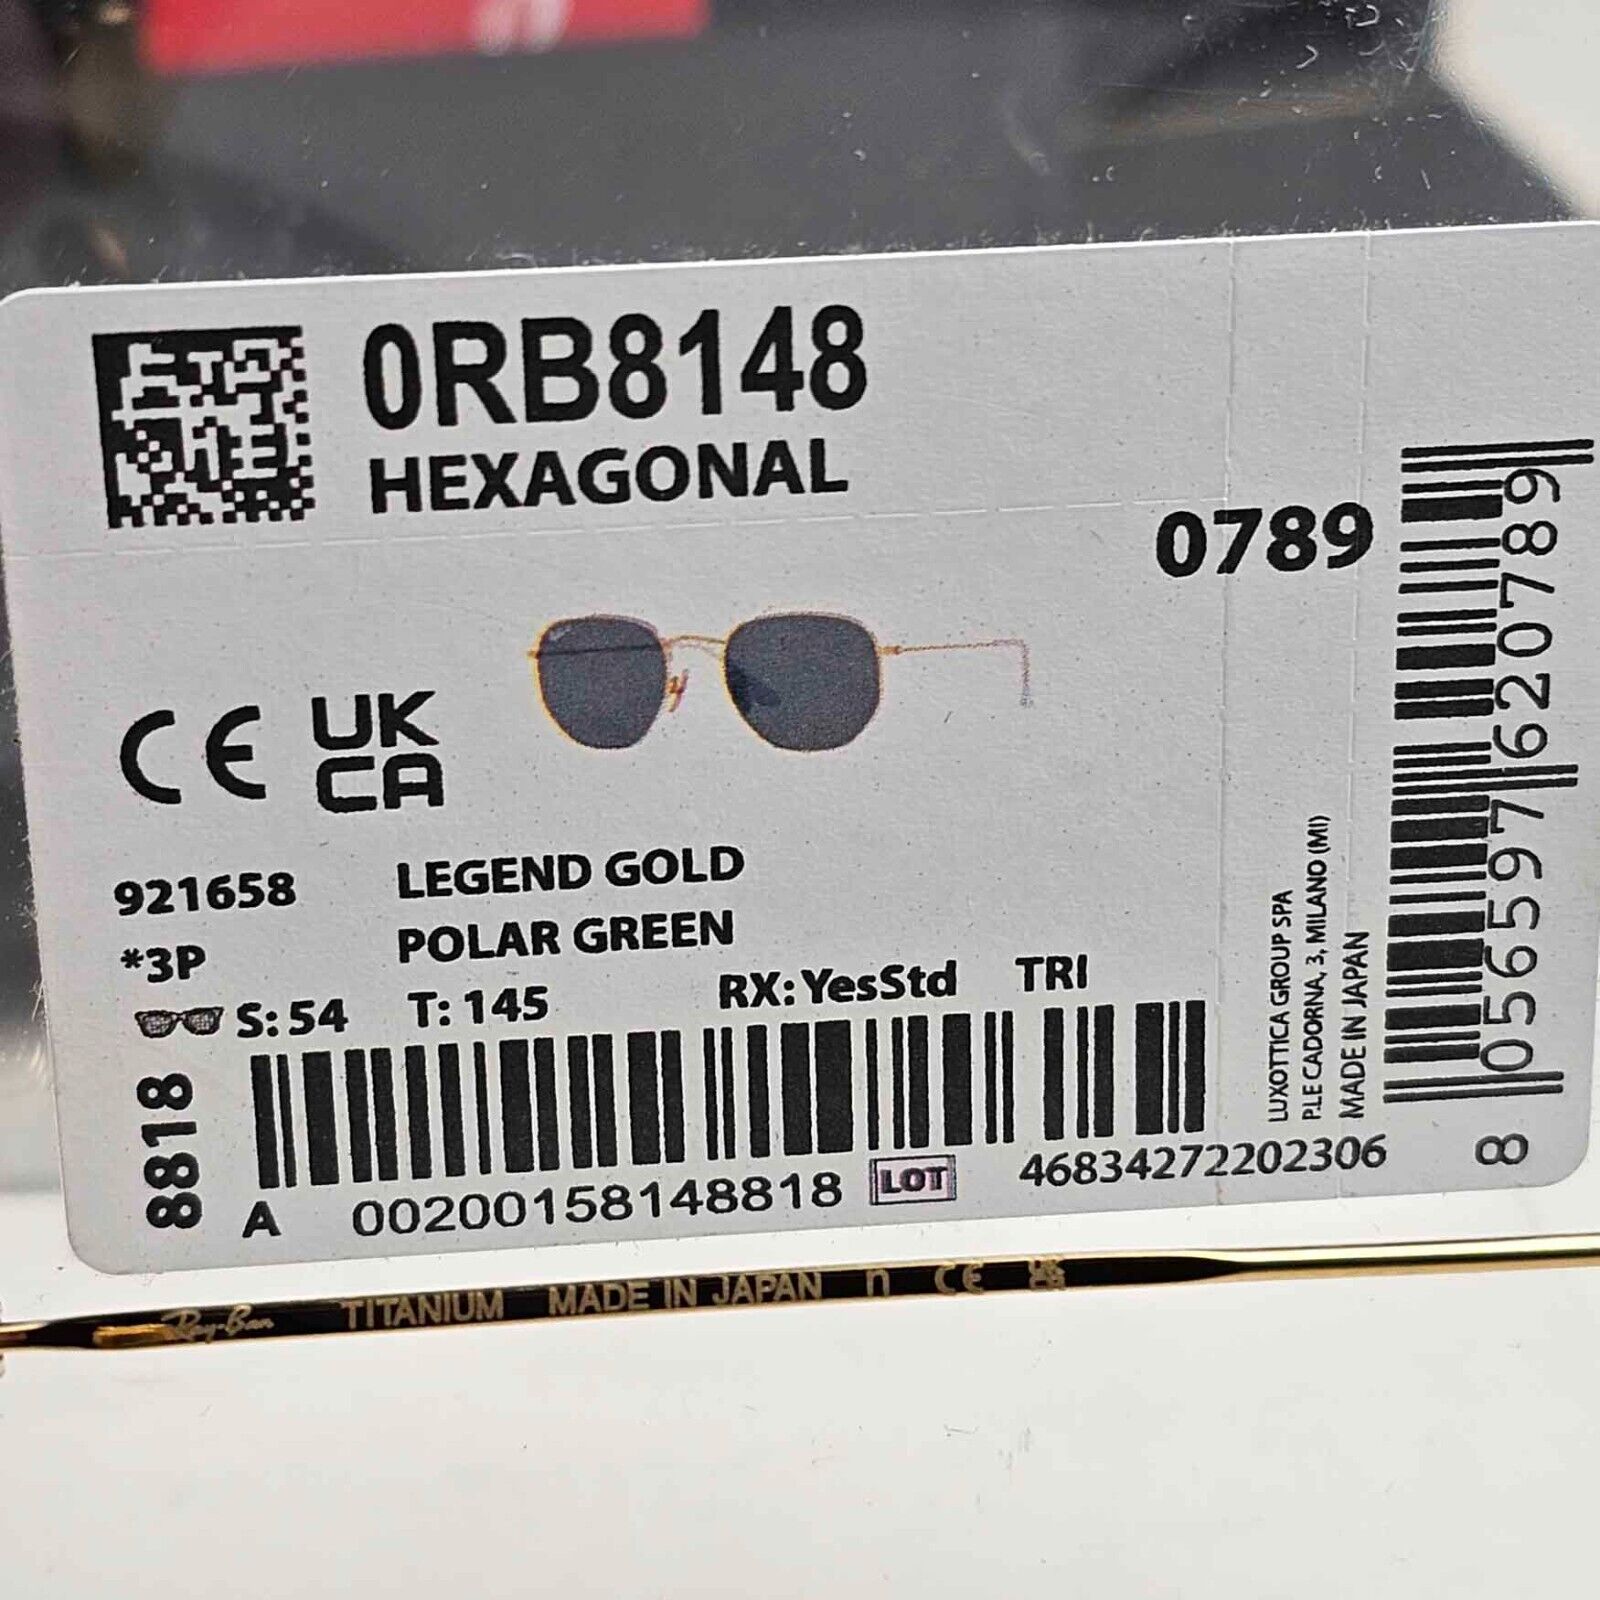 0RB8148
HEXAGONAL
0789
CE UK
CA
921658 LEGEND GOLD
*3P POLAR GREEN
S: 54 T: 145 RX: YesStd TRI
8818
A 00200158148818 LOT 46834272202306
LUXOTTICA GROUP SPA
P.LE CADORNA, 3, MILANO (MI)
MADE IN JAPAN
8 056597 620789
Ray-Ban TITANIUM MADE IN JAPAN n CE UK
CA